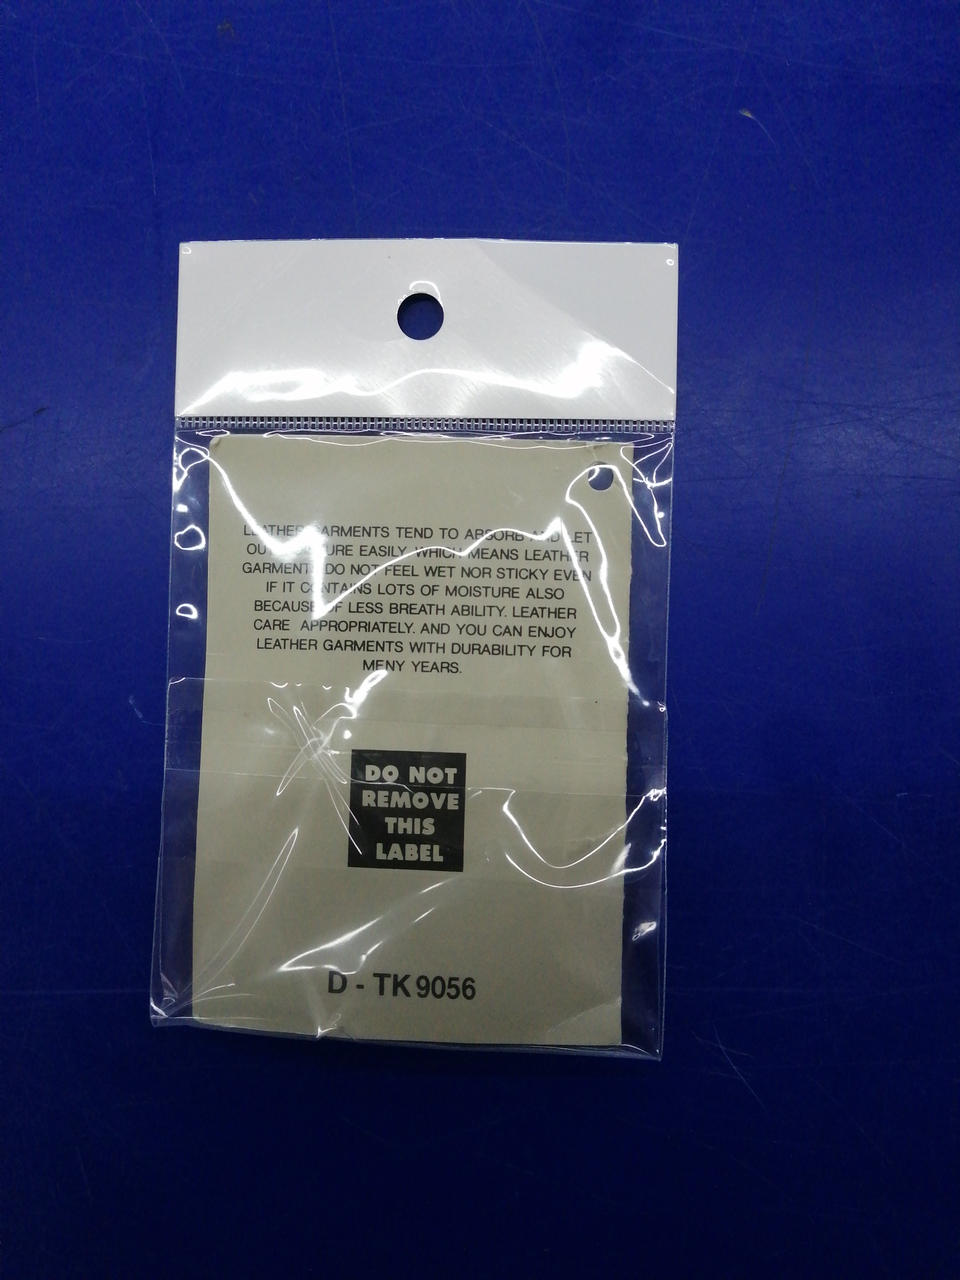 LEATHER GARMENTS TEND TO ABSORB AND LET
OUT MOISTURE EASILY. WHICH MEANS LEATHER
GARMENTS DO NOT FEEL WET NOR STICKY EVEN
IF IT CONTAINS LOTS OF MOISTURE ALSO
BECAUSE OF LESS BREATH ABILITY. LEATHER
CARE APPROPRIATELY. AND YOU CAN ENJOY
LEATHER GARMENTS WITH DURABILITY FOR
MENY YEARS.
DO NOT
REMOVE
THIS
LABEL
D - TK 9056